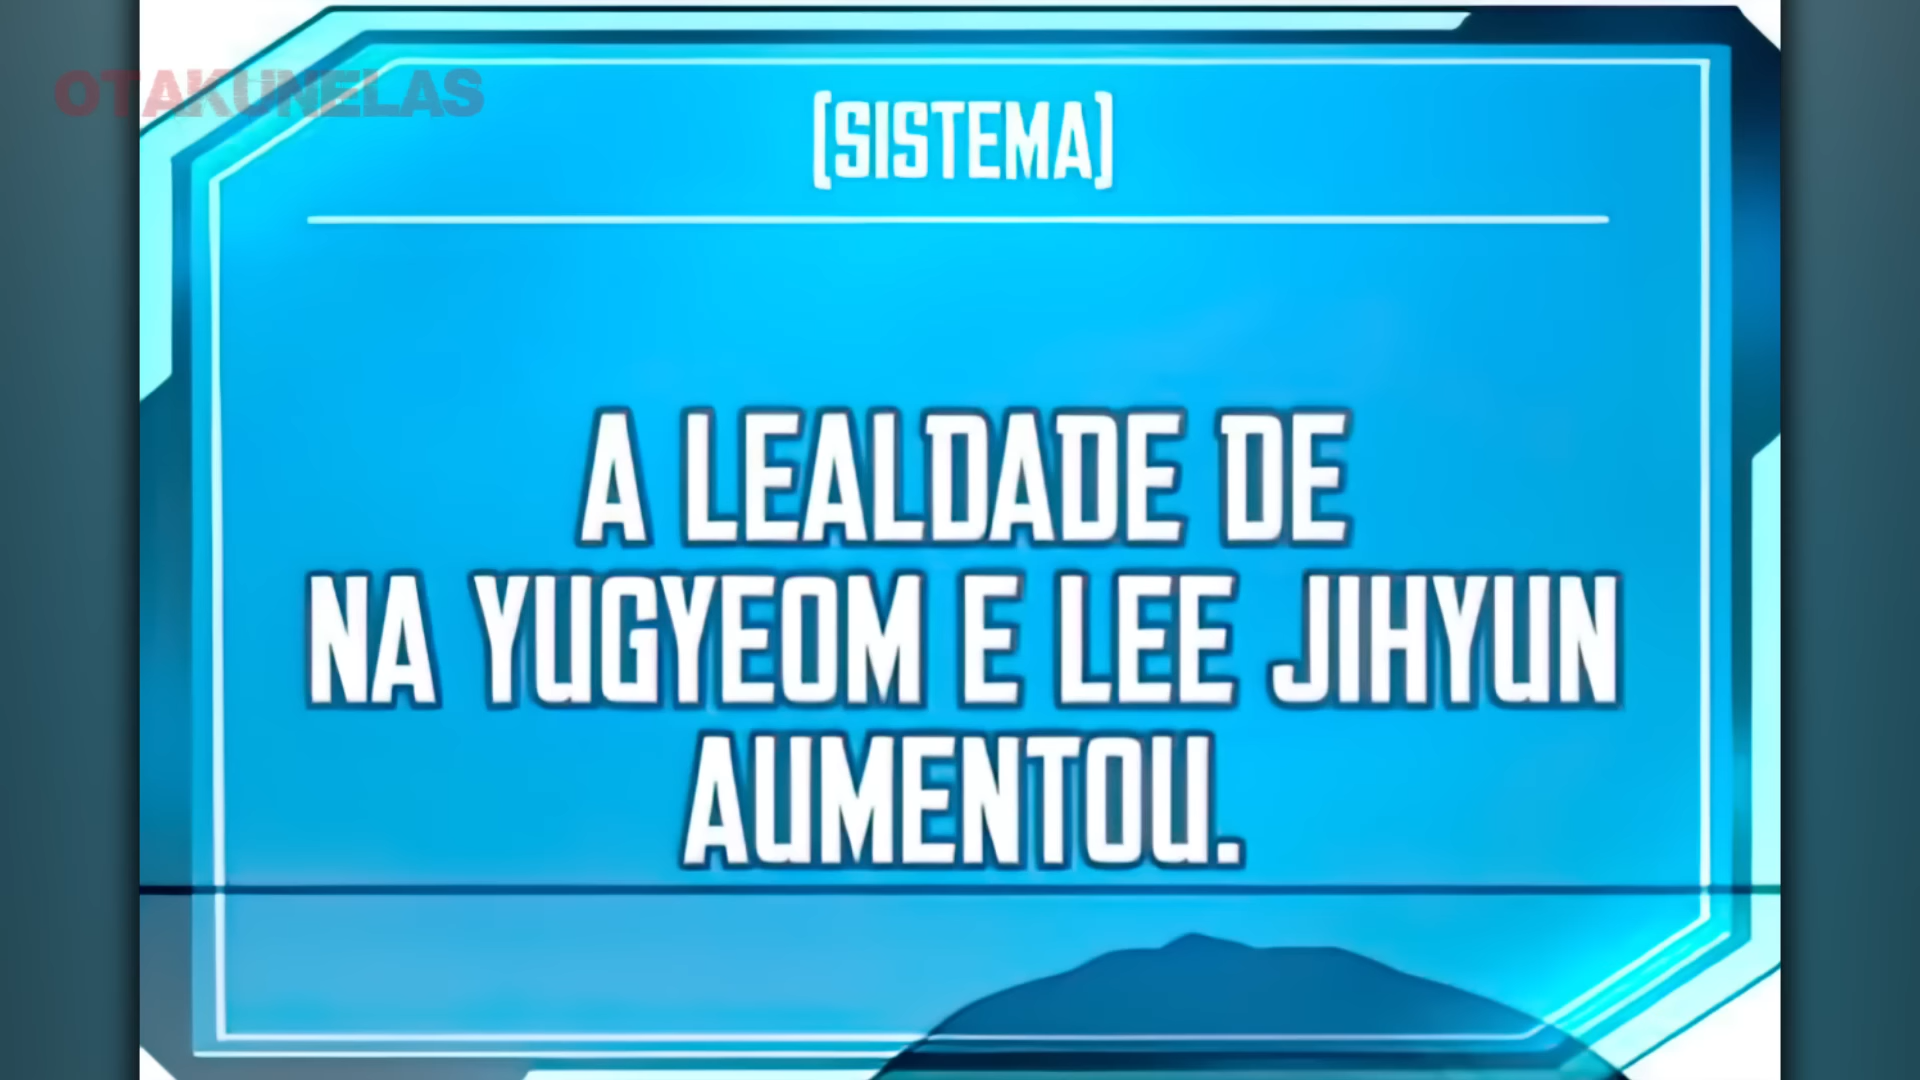 OTAKUNELAS
[SISTEMA]
A LEALDADE DE
NA YUGYEOM E LEE JIHYUN
AUMENTOU.